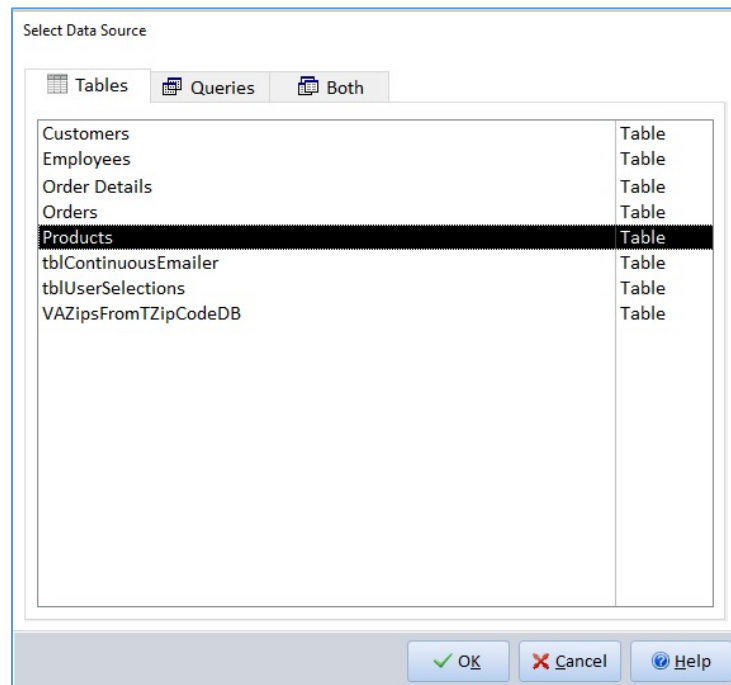 Select Data Source
Tables Queries Both
Customers Table
Employees Table
Order Details Table
Orders Table
Products Table
tblContinuousEmailer Table
tblUserSelections Table
VAZipsFromTZipCodeDB Table
OK Cancel Help